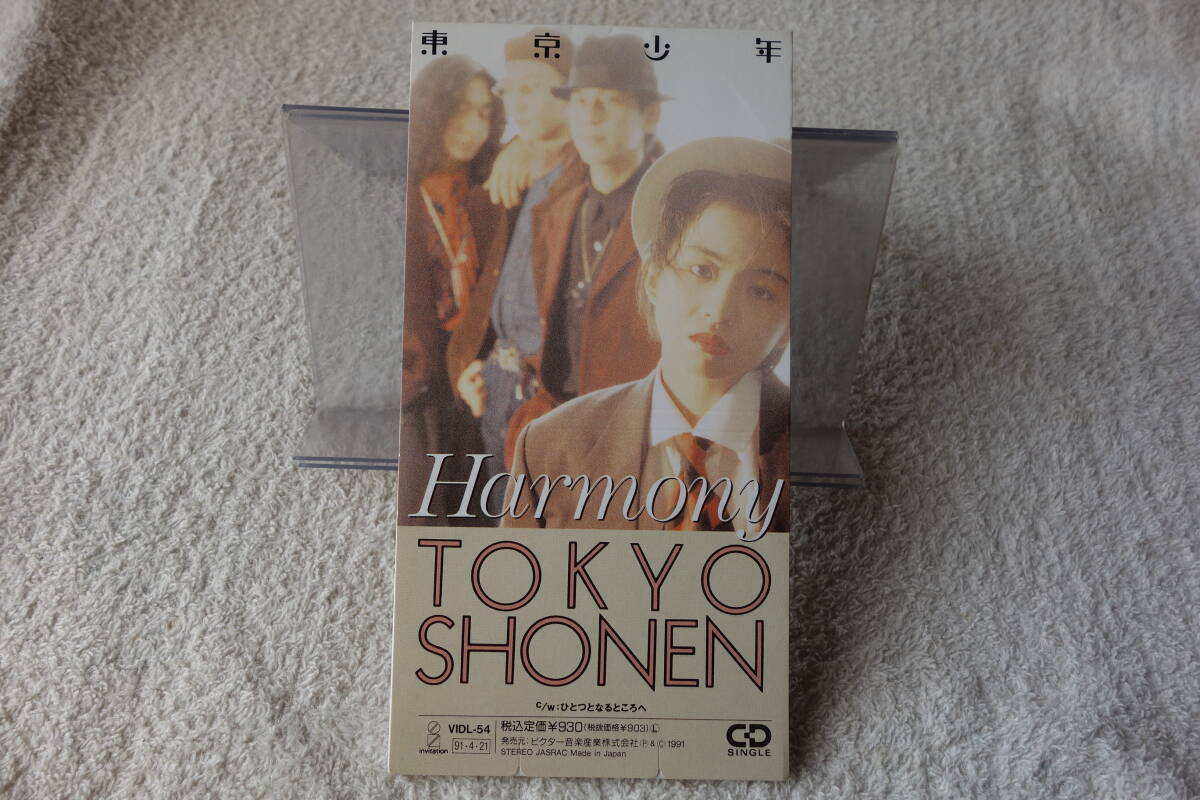 東京少年
Harmony
TOKYO
SHONEN
C/W:ひとつとなるところへ
invitation
VIDL-54
91・4・21
税込定価¥930(税抜価格¥903)Ⓛ
発売元:ビクター音楽産業株式会社 Ⓟ&Ⓒ 1991
STEREO JASRAC Made in Japan
CD
SINGLE